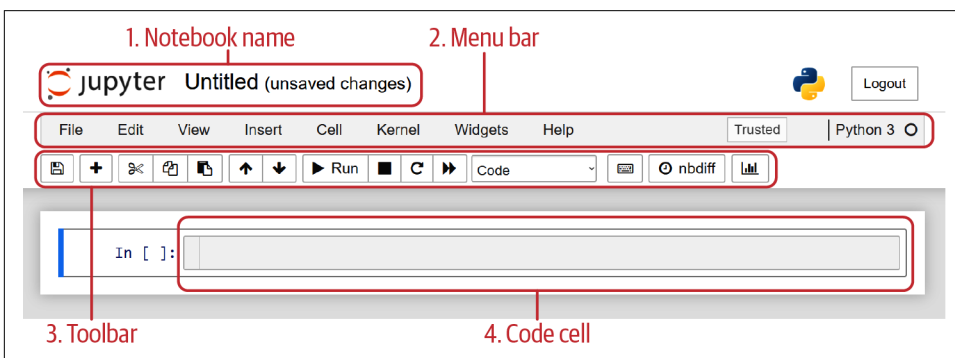 1. Notebook name
2. Menu bar
jupyter Untitled (unsaved changes)
Logout
File Edit View Insert Cell Kernel Widgets Help Trusted Python 3
Run Code nbdiff
In [ ]:
3. Toolbar
4. Code cell